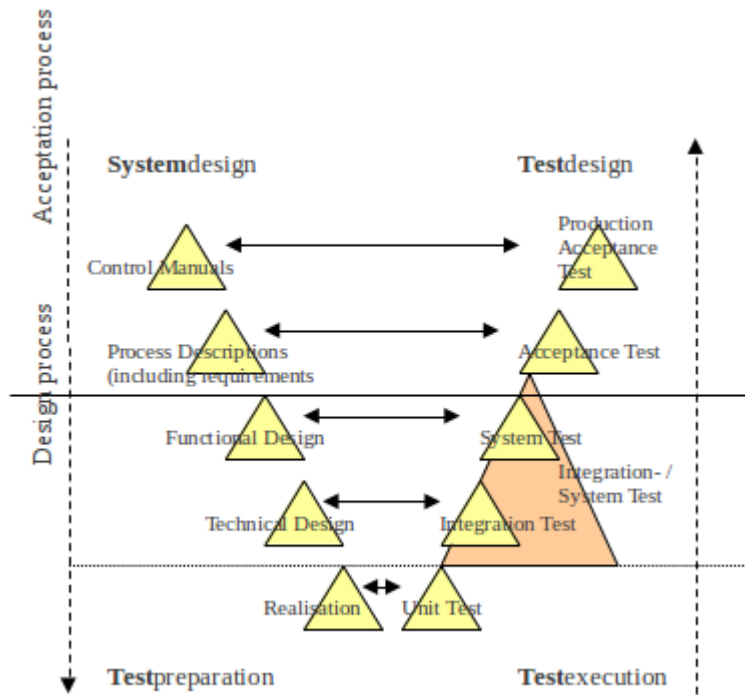 Acceptation process
Systemdesign
Testdesign
Production
Acceptance
Test
Control Manuals
Design process
Process Descriptions
(including requirements
Acceptance Test
Functional Design
System Test
Integration- /
System Test
Technical Design
Integration Test
Realisation
Unit Test
Testpreparation
Testexecution